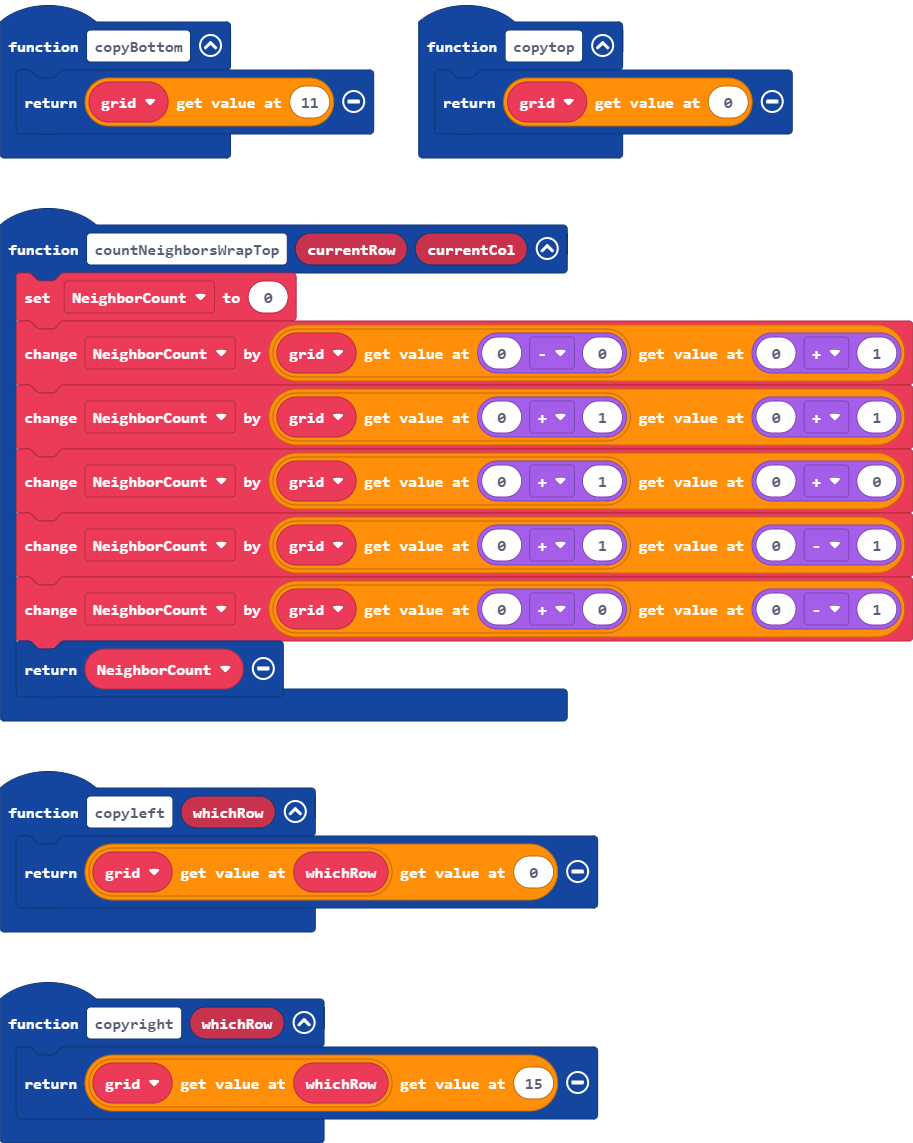 function copyBottom
return grid get value at 11
function copytop
return grid get value at 0
function countNeighborsWrapTop currentRow currentCol
set NeighborCount to 0
change NeighborCount by grid get value at 0 - 0 get value at 0 + 1
change NeighborCount by grid get value at 0 + 1 get value at 0 + 1
change NeighborCount by grid get value at 0 + 1 get value at 0 + 0
change NeighborCount by grid get value at 0 + 1 get value at 0 - 1
change NeighborCount by grid get value at 0 + 0 get value at 0 - 1
return NeighborCount
function copyleft whichRow
return grid get value at whichRow get value at 0
function copyright whichRow
return grid get value at whichRow get value at 15